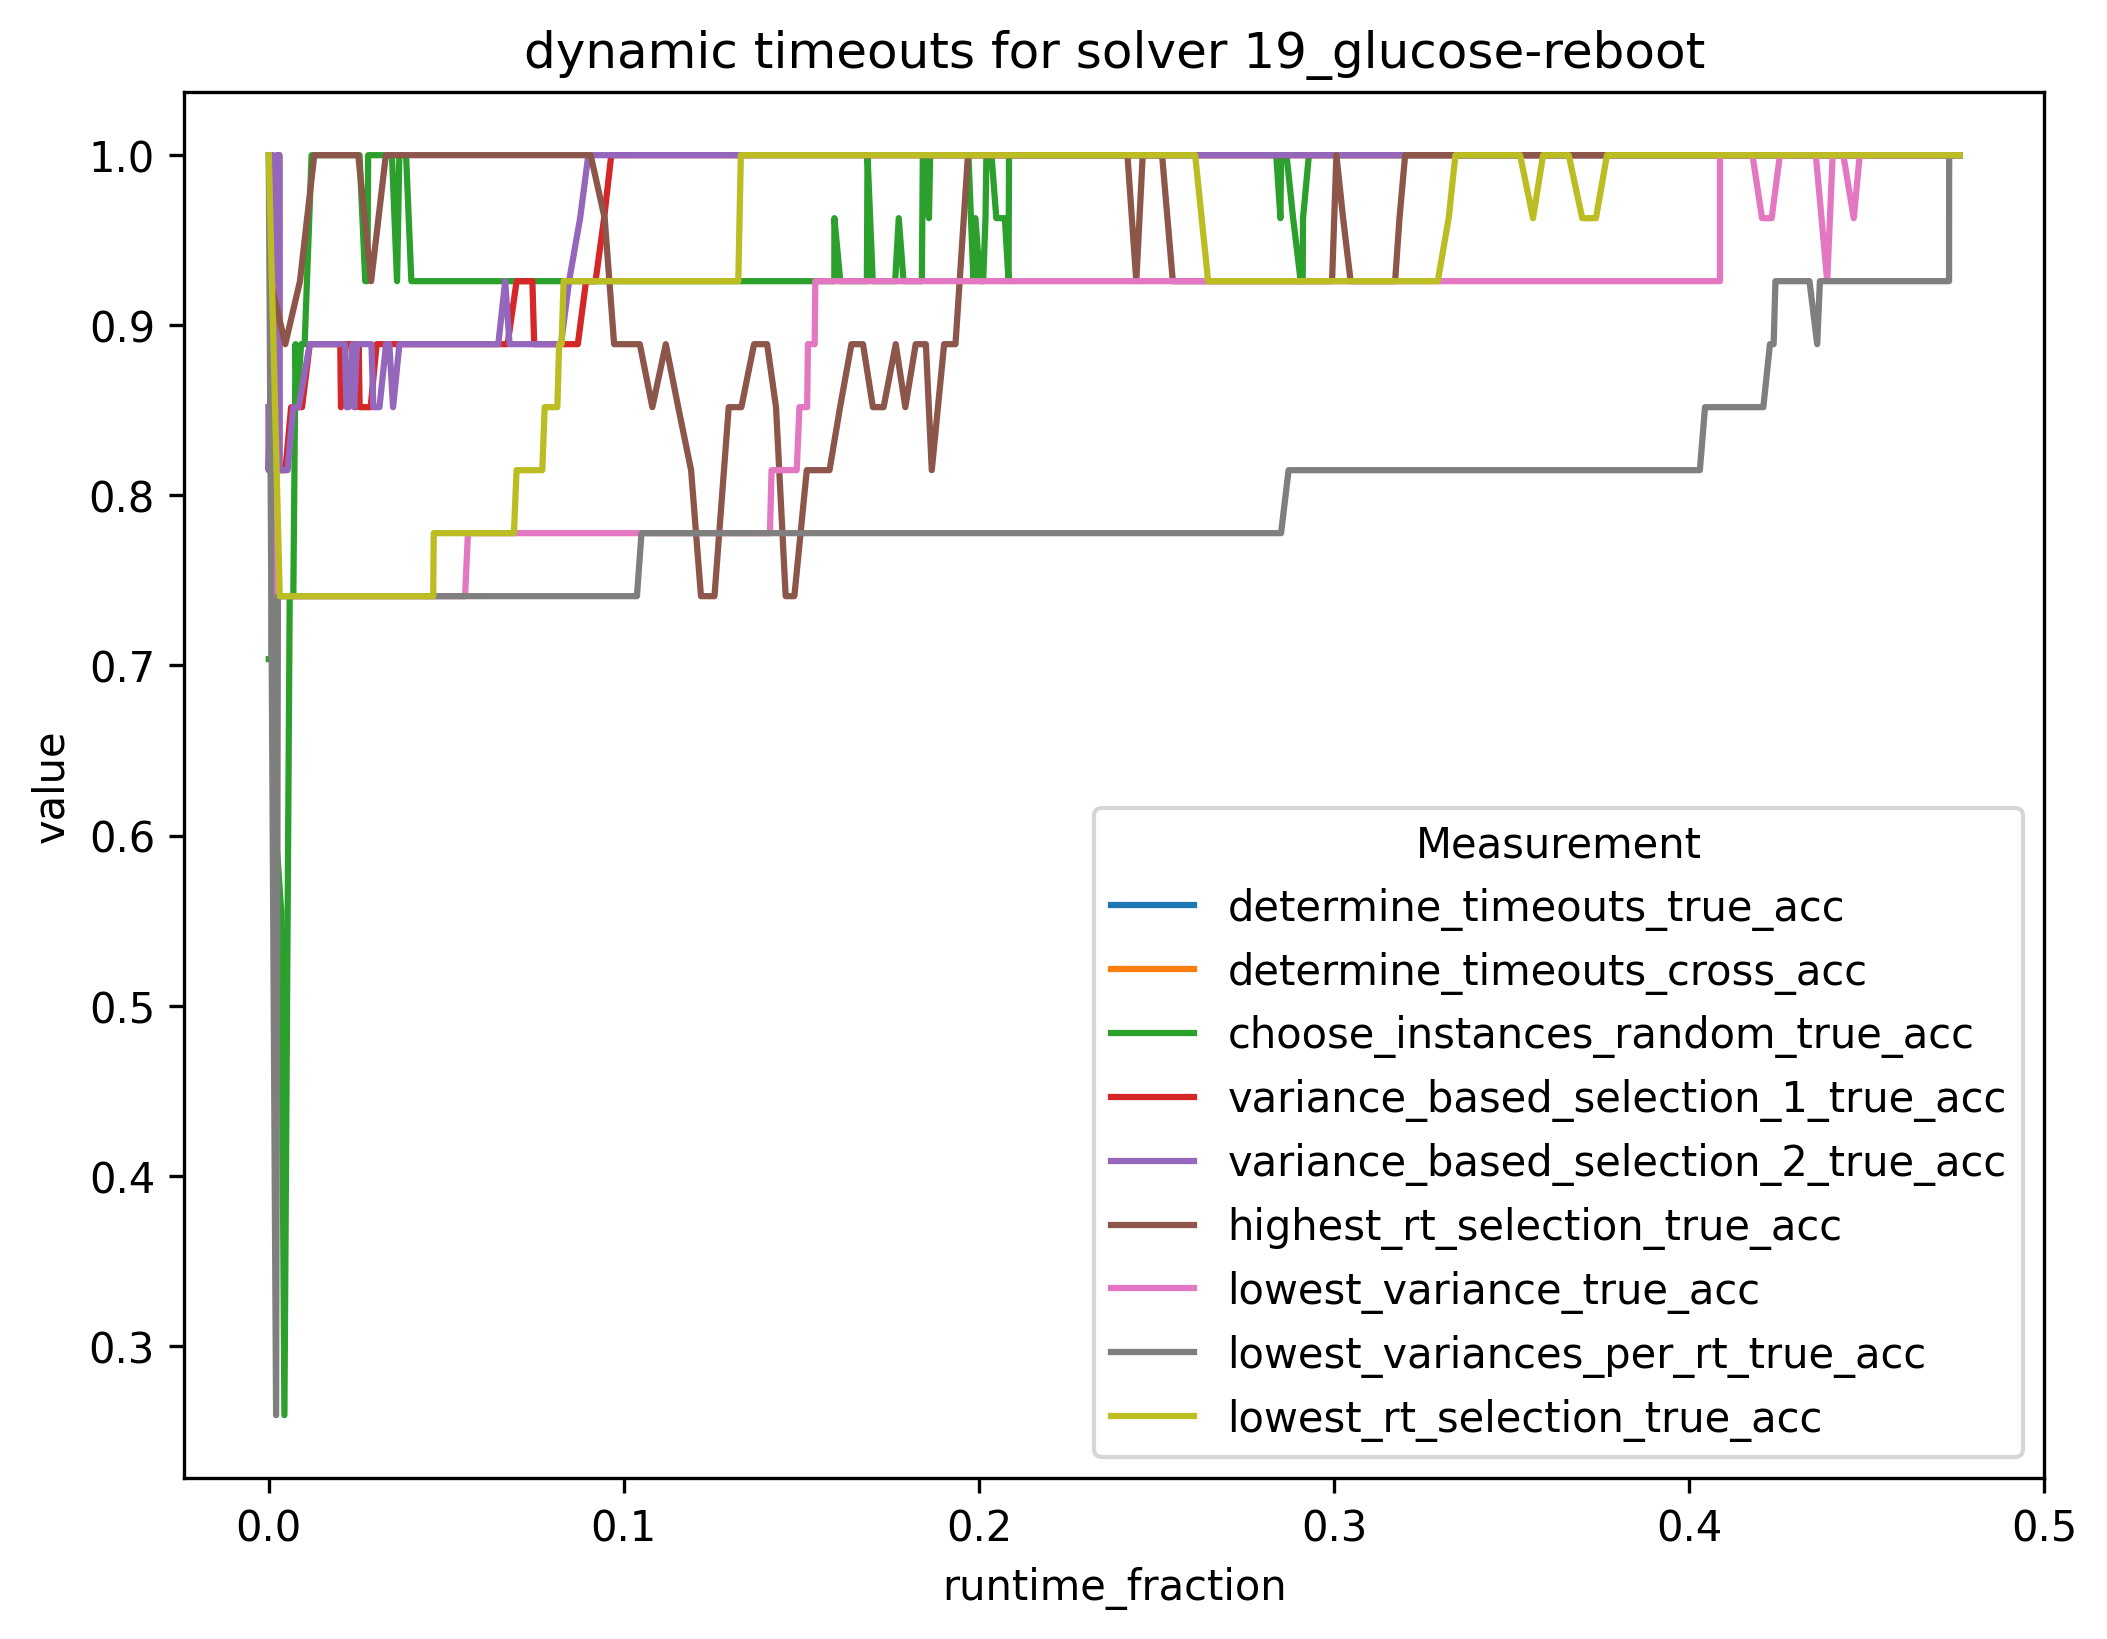 dynamic timeouts for solver 19_glucose-reboot
1.0
0.9
0.8
0.7
0.6
0.5
0.4
0.3
value
Measurement
determine_timeouts_true_acc
determine_timeouts_cross_acc
choose_instances_random_true_acc
variance_based_selection_1_true_acc
variance_based_selection_2_true_acc
highest_rt_selection_true_acc
lowest_variance_true_acc
lowest_variances_per_rt_true_acc
lowest_rt_selection_true_acc
0.0 0.1 0.2 0.3 0.4 0.5
runtime_fraction